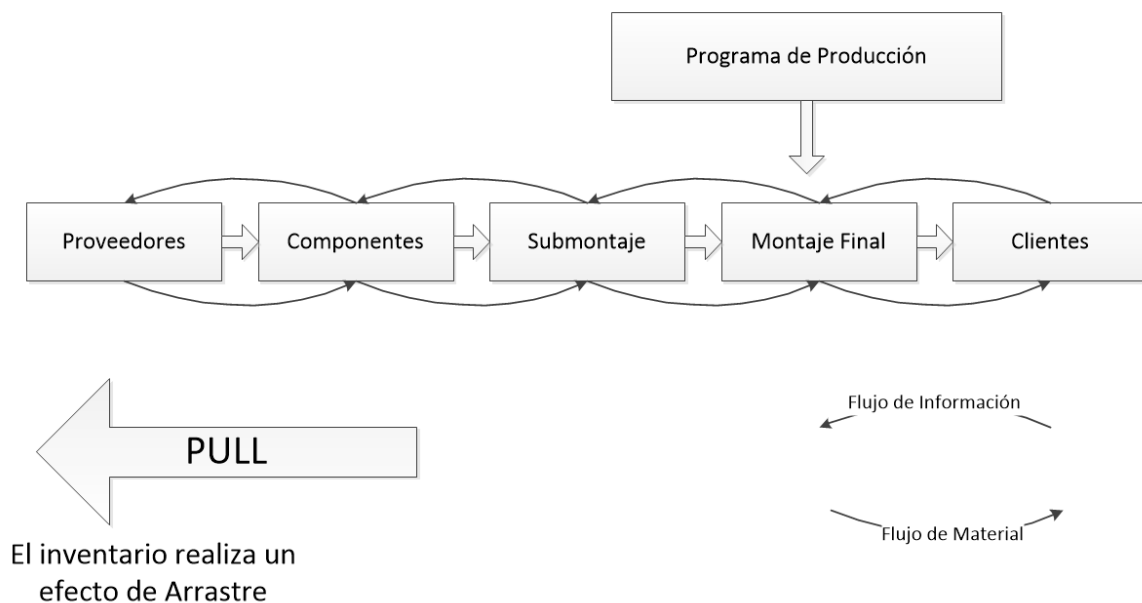 Programa de Producción
Proveedores
Componentes
Submontaje
Montaje Final
Clientes
PULL
El inventario realiza un
efecto de Arrastre
Flujo de Información
Flujo de Material